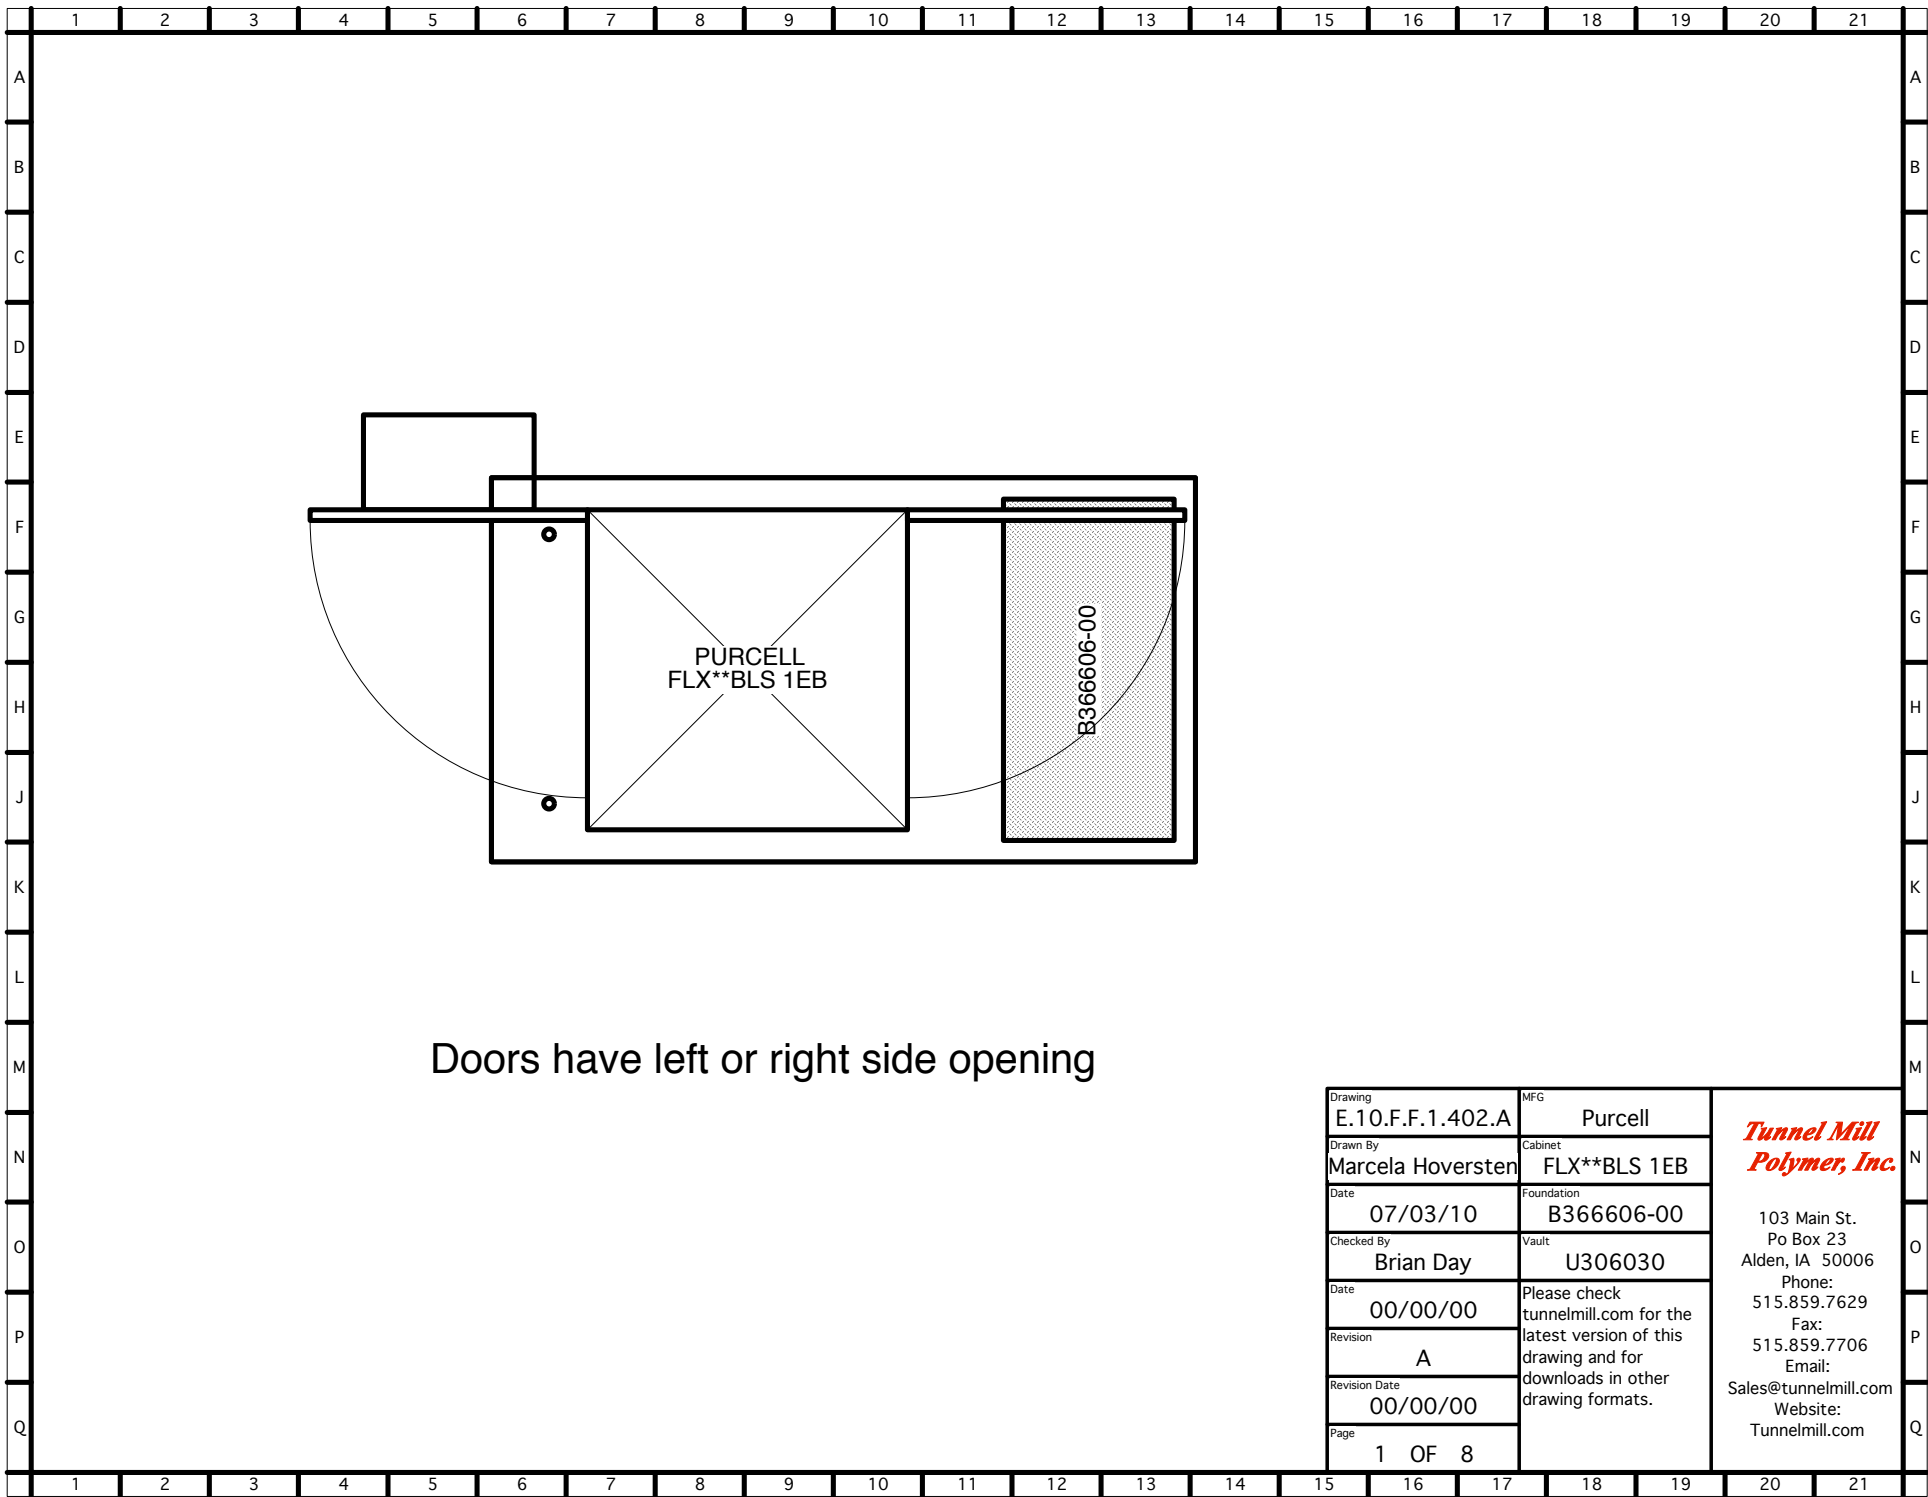 1 2 3 4 5 6 7 8 9 10 11 12 13 14 15 16 17 18 19 20 21
A A
B B
C C
D D
E E
F F
G G
H H
J J
K K
L L
M M
N N
O O
P P
Q Q
PURCELL
FLX**BLS 1EB
B366606-00
Doors have left or right side opening
Drawing
E.10.F.F.1.402.A
MFG
Purcell
Drawn By
Marcela Hoversten
Cabinet
FLX**BLS 1EB
Date
07/03/10
Foundation
B366606-00
Checked By
Brian Day
Vault
U306030
Date
00/00/00
Revision
A
Revision Date
00/00/00
Page
1 OF 8
Please check
tunnelmill.com for the
latest version of this
drawing and for
downloads in other
drawing formats.
Tunnel Mill
Polymer, Inc.
103 Main St.
Po Box 23
Alden, IA 50006
Phone:
515.859.7629
Fax:
515.859.7706
Email:
Sales@tunnelmill.com
Website:
Tunnelmill.com
1 2 3 4 5 6 7 8 9 10 11 12 13 14 15 16 17 18 19 20 21